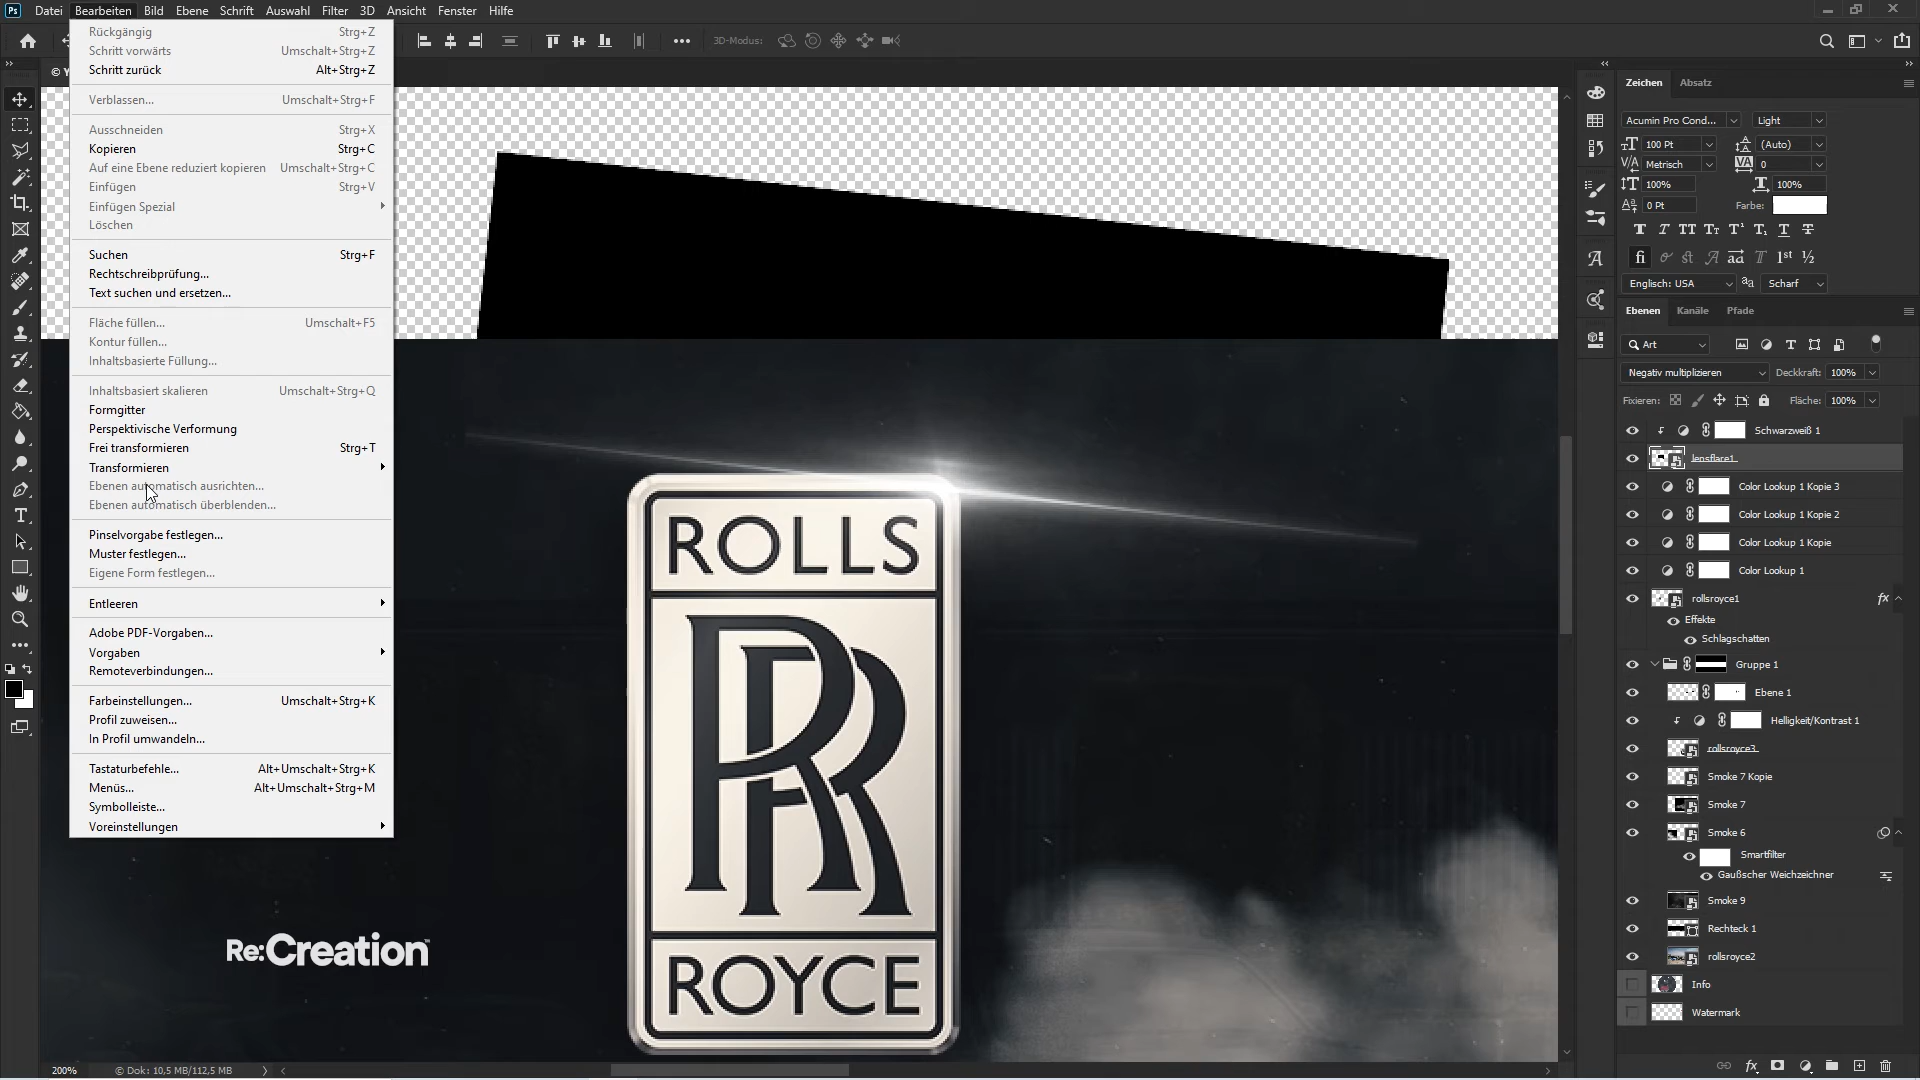 Ps Datei Bearbeiten Bild Ebene Schrift Auswahl Filter 3D Ansicht Fenster Hilfe
3D-Modus:
© Y
Rückgängig Strg+Z
Schritt vorwärts Umschalt+Strg+Z
Schritt zurück Alt+Strg+Z
Verblassen... Umschalt+Strg+F
Ausschneiden Strg+X
Kopieren Strg+C
Auf eine Ebene reduziert kopieren Umschalt+Strg+C
Einfügen Strg+V
Einfügen Spezial
Löschen
Suchen Strg+F
Rechtschreibprüfung...
Text suchen und ersetzen...
Fläche füllen... Umschalt+F5
Kontur füllen...
Inhaltsbasierte Füllung...
Inhaltsbasiert skalieren Umschalt+Strg+Q
Formgitter
Perspektivische Verformung
Frei transformieren Strg+T
Transformieren
Ebenen automatisch ausrichten...
Ebenen automatisch überblenden...
Pinselvorgabe festlegen...
Muster festlegen...
Eigene Form festlegen...
Entleeren
Adobe PDF-Vorgaben...
Vorgaben
Remoteverbindungen...
Farbeinstellungen... Umschalt+Strg+K
Profil zuweisen...
In Profil umwandeln...
Tastaturbefehle... Alt+Umschalt+Strg+K
Menüs... Alt+Umschalt+Strg+M
Symbolleiste...
Voreinstellungen
ROLLS
RR
ROYCE
Re:Creation
200% © Dok: 10,5 MB/112,5 MB
Zeichen Absatz
Acumin Pro Cond... Light
100 Pt (Auto)
Metrisch 0
100% 100%
0 Pt Farbe:
Englisch: USA Scharf
Ebenen Kanäle Pfade
Art
Negativ multiplizieren Deckkraft: 100%
Fixieren: Fläche: 100%
Schwarzweiß 1
lensflare1
Color Lookup 1 Kopie 3
Color Lookup 1 Kopie 2
Color Lookup 1 Kopie
Color Lookup 1
rollsroyce1 fx
Effekte
Schlagschatten
Gruppe 1
Ebene 1
Helligkeit/Kontrast 1
rollsroyce3
Smoke 7 Kopie
Smoke 7
Smoke 6
Smartfilter
Gaußscher Weichzeichner
Smoke 9
Rechteck 1
rollsroyce2
Info
Watermark